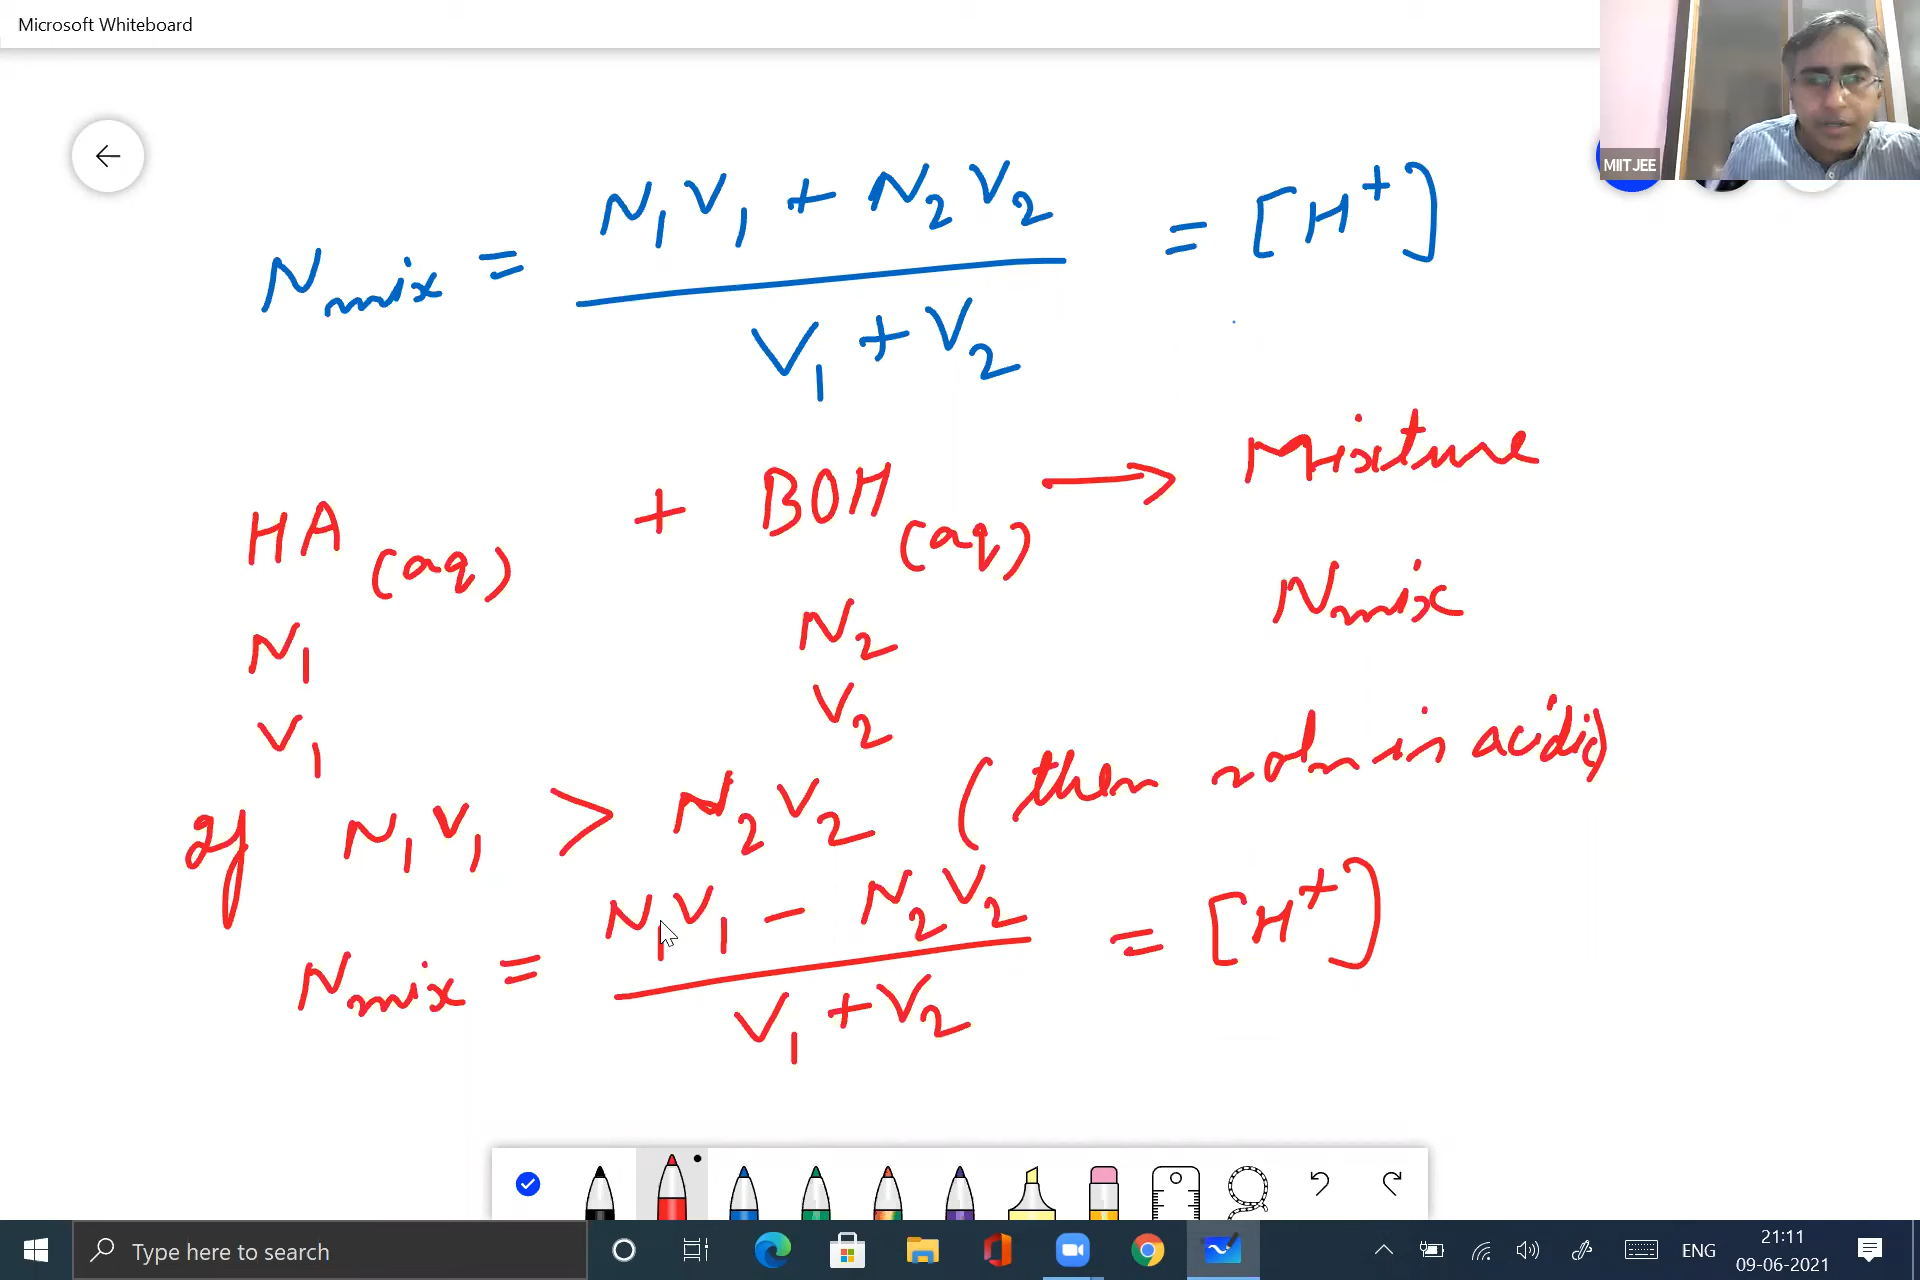 Microsoft Whiteboard
MIITJEE
N₁V₁ + N₂V₂
Nmix = = [H⁺]
V₁ + V₂
HA(aq) + BOH(aq) → Mixture
N₁ N₂ Nmix
V₁ V₂
If N₁V₁ > N₂V₂ (then soln is acidic)
N₁V₁ − N₂V₂
Nmix = = [H⁺]
V₁ + V₂
Type here to search
ENG
21:11
09-06-2021